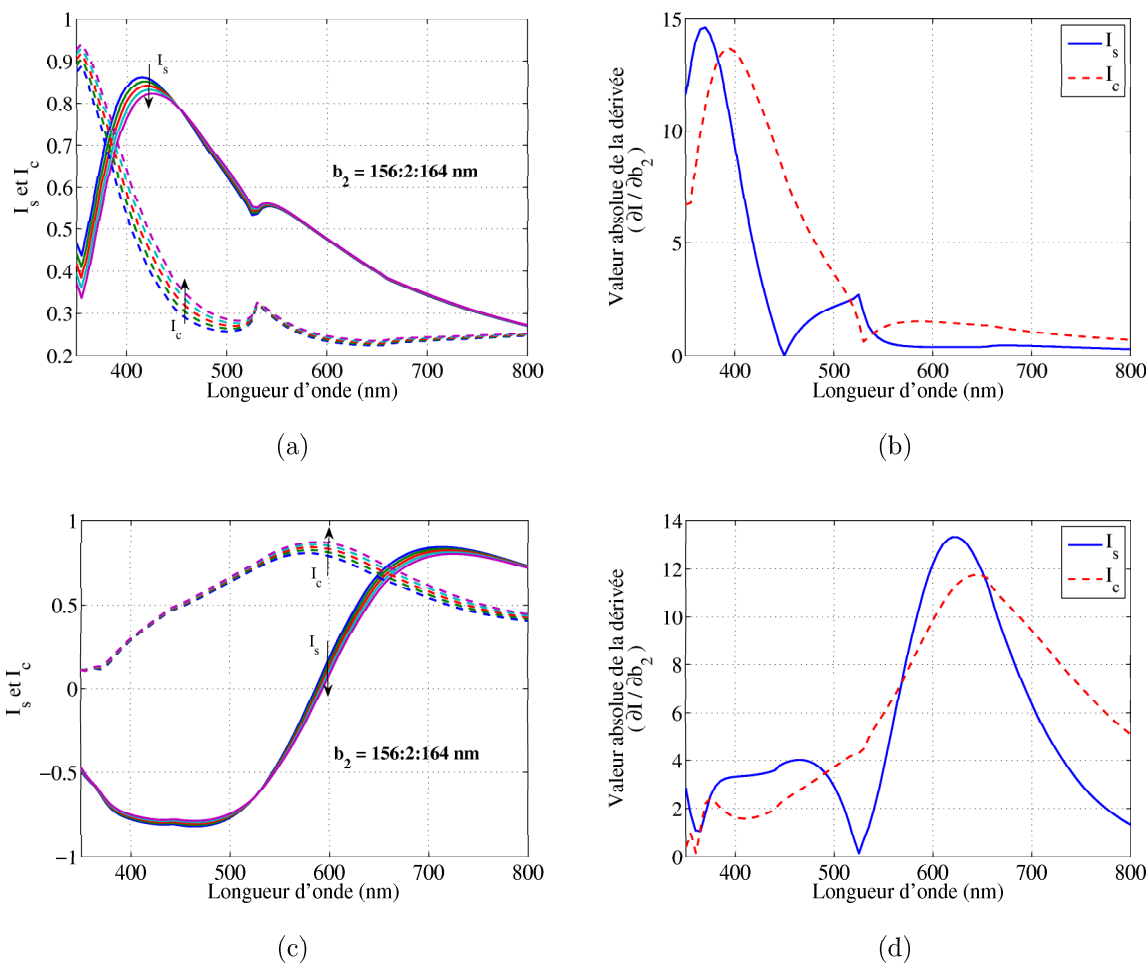 1
0.9
0.8
0.7
0.6
0.5
0.4
0.3
0.2
400 500 600 700 800
I_s et I_c
Longueur d'onde (nm)
I_s
b_2 = 156:2:164 nm
I_c
(a)
15
10
5
0
400 500 600 700 800
Valeur absolue de la dérivée
( ∂I / ∂b_2 )
Longueur d'onde (nm)
I_s
I_c
(b)
1
0.5
0
−0.5
−1
400 500 600 700 800
I_s et I_c
Longueur d'onde (nm)
I_c
I_s
b_2 = 156:2:164 nm
(c)
14
12
10
8
6
4
2
0
400 500 600 700 800
Valeur absolue de la dérivée
( ∂I / ∂b_2 )
Longueur d'onde (nm)
I_s
I_c
(d)